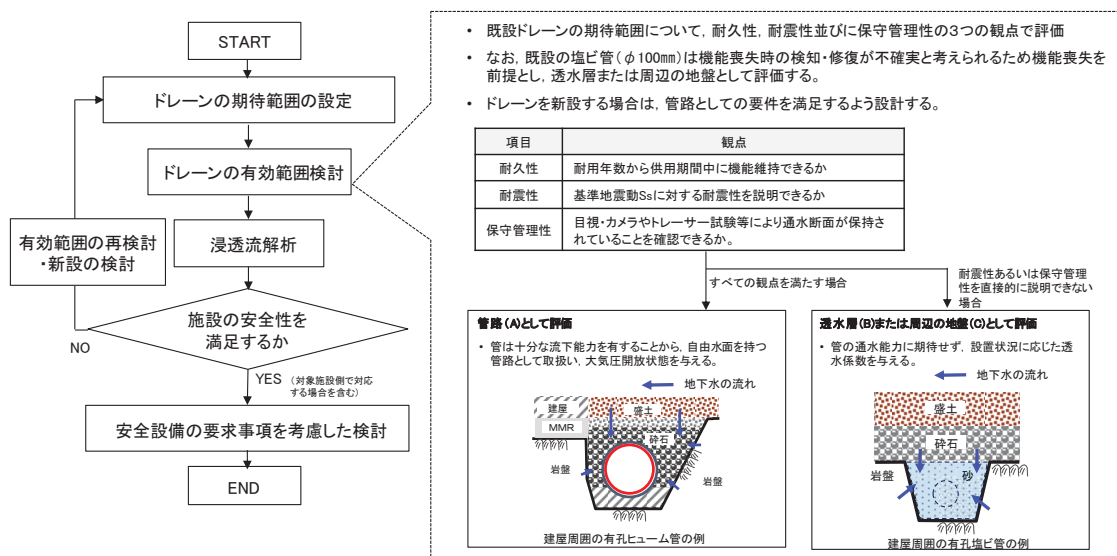 START
ドレーンの期待範囲の設定
ドレーンの有効範囲検討
浸透流解析
有効範囲の再検討
・新設の検討
施設の安全性を
満足するか
NO
YES (対象施設側で対応
する場合を含む)
安全設備の要求事項を考慮した検討
END
• 既設ドレーンの期待範囲について，耐久性，耐震性並びに保守管理性の３つの観点で評価
• なお，既設の塩ビ管（φ100㎜）は機能喪失時の検知・修復が不確実と考えられるため機能喪失を
前提とし，透水層または周辺の地盤として評価する。
• ドレーンを新設する場合は，管路としての要件を満足するよう設計する。
項目 観点
耐久性 耐用年数から供用期間中に機能維持できるか
耐震性 基準地震動Ssに対する耐震性を説明できるか
保守管理性 目視・カメラやトレーサー試験等により通水断面が保持さ
れていることを確認できるか。
すべての観点を満たす場合
耐震性あるいは保守管理
性を直接的に説明できない
場合
管路（A）として評価
• 管は十分な流下能力を有することから，自由水面を持つ
管路として取扱い，大気圧開放状態を与える。
地下水の流れ
建屋
盛土
MMR
砕石
岩盤
岩盤
建屋周囲の有孔ヒューム管の例
透水層（B）または周辺の地盤（C）として評価
• 管の通水能力に期待せず，設置状況に応じた透
水係数を与える。
地下水の流れ
盛土
砕石
岩盤
砂
建屋周囲の有孔塩ビ管の例